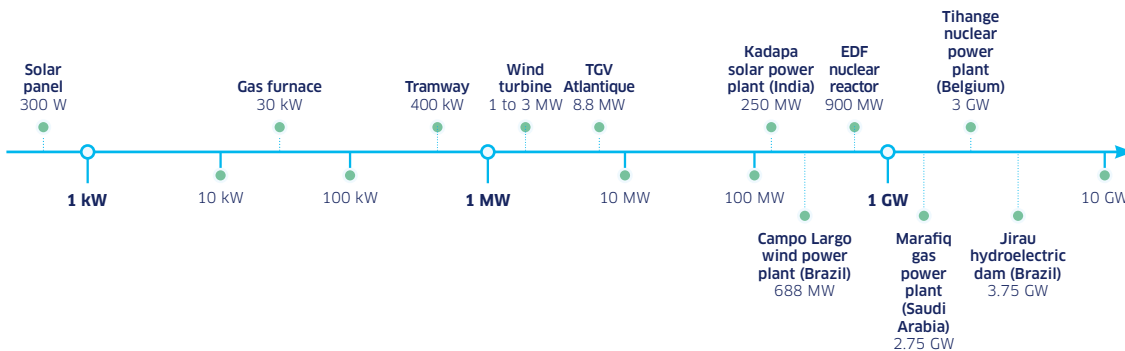 Solar
panel
300 W
Gas furnace
30 kW
Tramway
400 kW
Wind
turbine
1 to 3 MW
TGV
Atlantique
8.8 MW
Kadapa
solar power
plant (India)
250 MW
EDF
nuclear
reactor
900 MW
Tihange
nuclear
power
plant
(Belgium)
3 GW
1 kW
10 kW
100 kW
1 MW
10 MW
100 MW
1 GW
10 GW
Campo Largo
wind power
plant (Brazil)
688 MW
Marafiq
gas
power
plant
(Saudi
Arabia)
2.75 GW
Jirau
hydroelectric
dam (Brazil)
3.75 GW